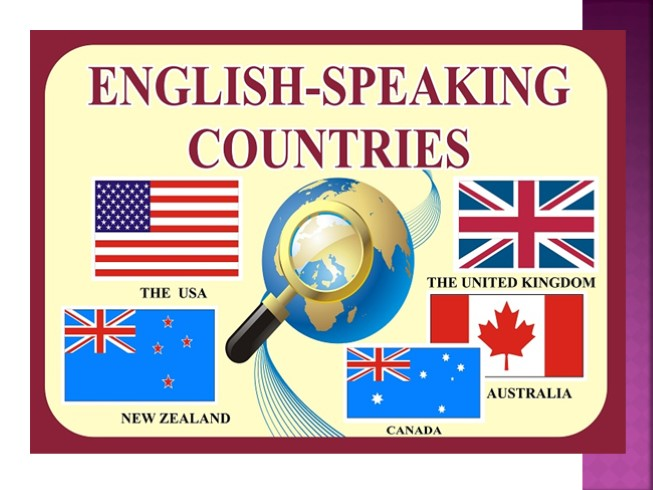 ENGLISH-SPEAKING
COUNTRIES
THE USA
THE UNITED KINGDOM
NEW ZEALAND
AUSTRALIA
CANADA